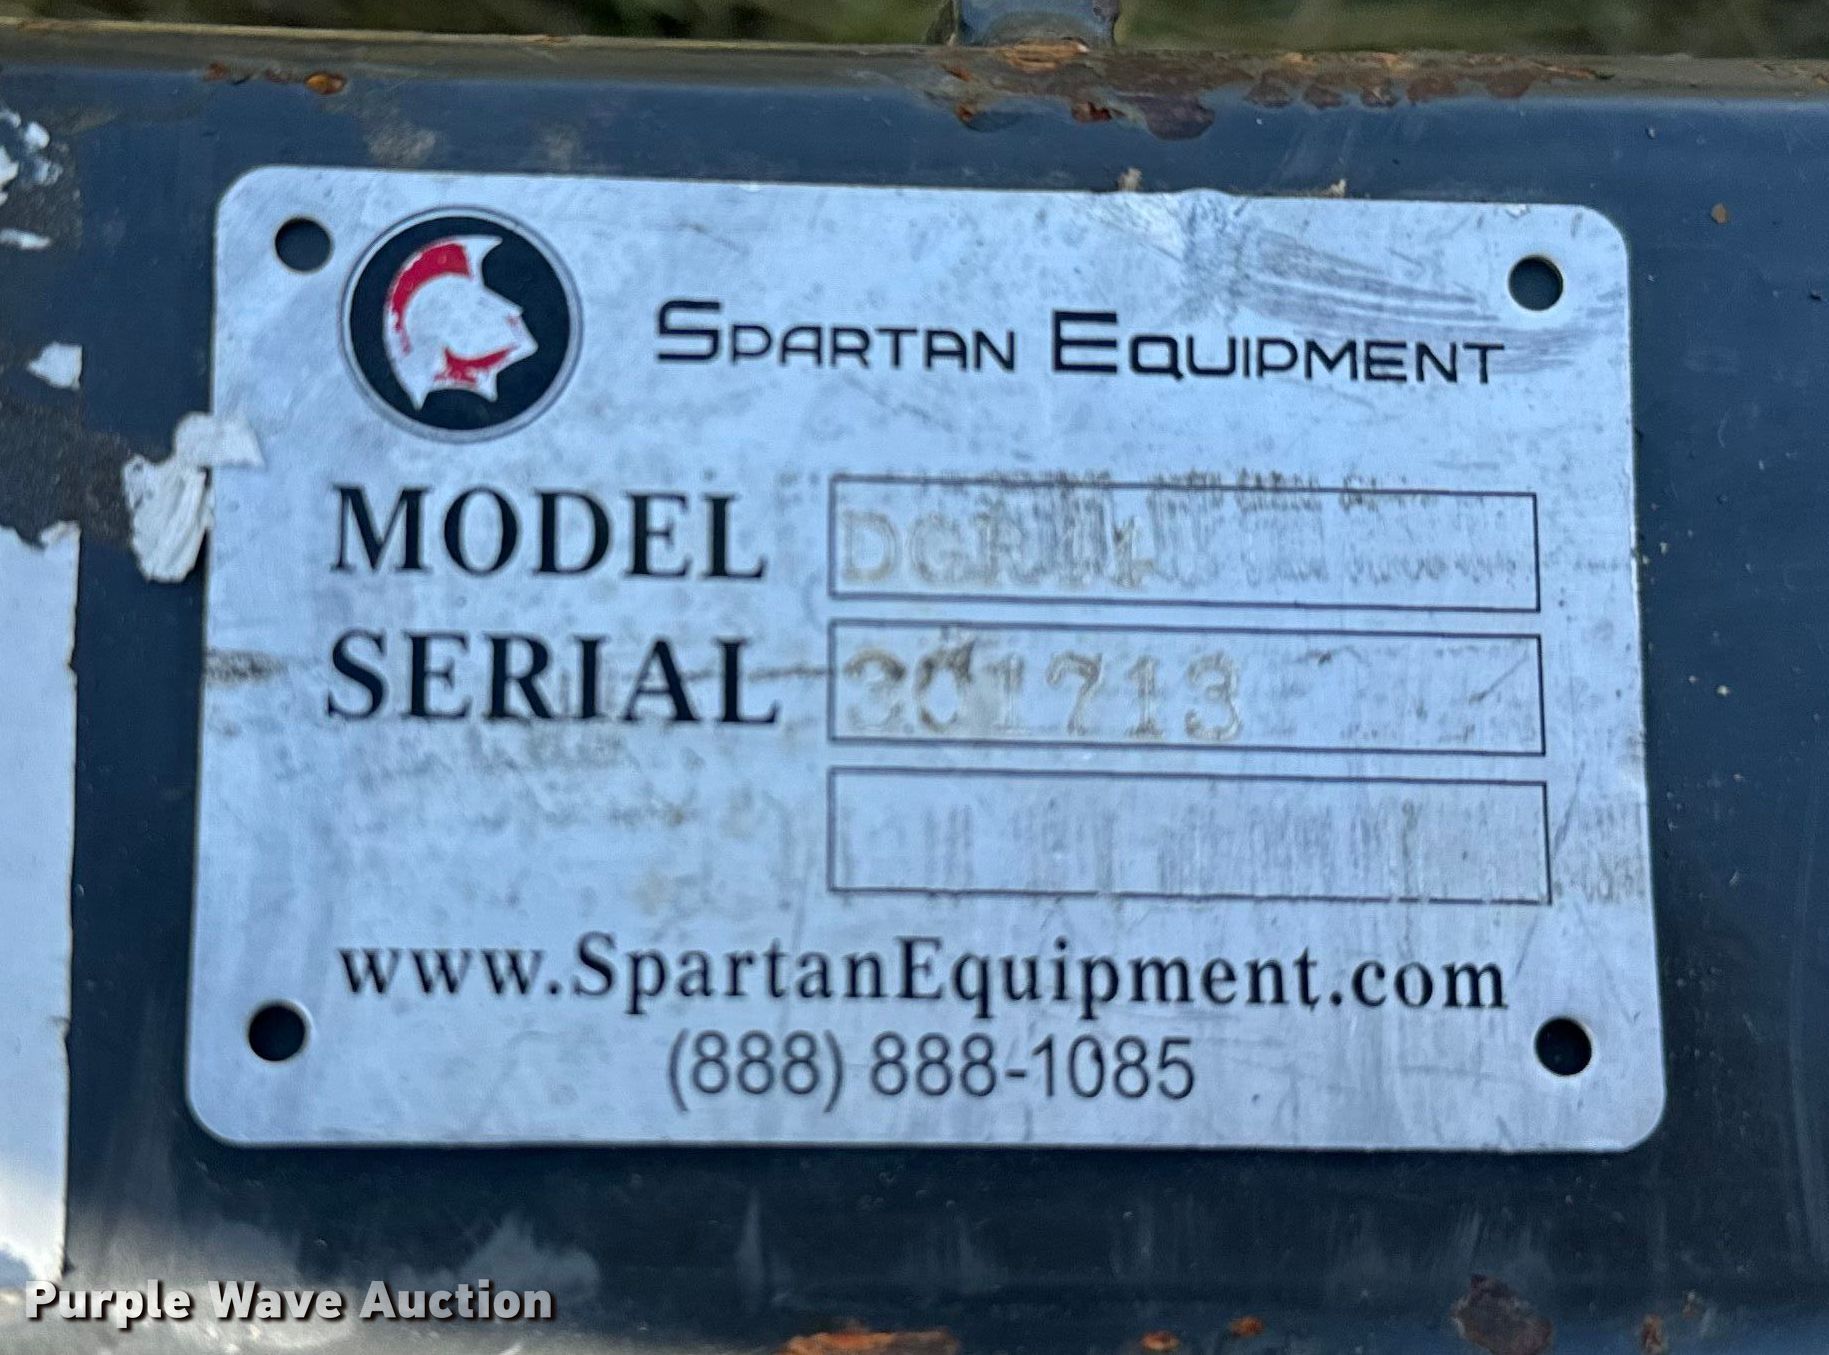 SPARTAN EQUIPMENT
MODEL
SERIAL 301713
www.SpartanEquipment.com
(888) 888-1085
Purple Wave Auction